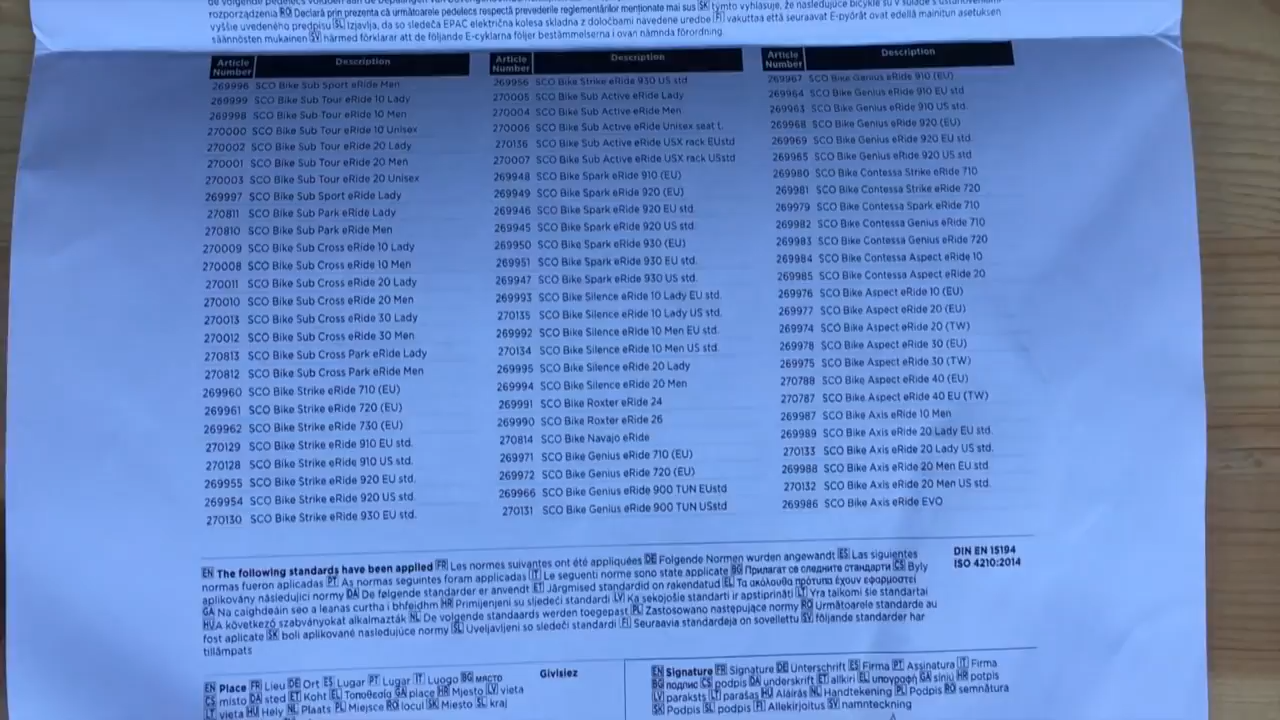 rozporządzenia RO Declară prin prezenta că următoarele pedelecs respectă prevederile reglementărilor menționate mai sus SK týmto vyhlasuje, že nasledujúce bicykle sú v súlade s
vyššie uvedeného predpisu SL izjavlja, da so sledeča EPAC električna kolesa skladna z določbami navedene uredbe FI vakuuttaa että seuraavat E-pyörät ovat edellä mainitun asetuksen
säännösten mukainen SV härmed förklarar att de följande E-cyklarna följer bestämmelserna i ovan nämnda förordning.
Article Number Description
269996 SCO Bike Sub Sport eRide Men
269999 SCO Bike Sub Tour eRide 10 Lady
269998 SCO Bike Sub Tour eRide 10 Men
270000 SCO Bike Sub Tour eRide 10 Unisex
270002 SCO Bike Sub Tour eRide 20 Lady
270001 SCO Bike Sub Tour eRide 20 Men
270003 SCO Bike Sub Tour eRide 20 Unisex
269997 SCO Bike Sub Sport eRide Lady
270811 SCO Bike Sub Park eRide Lady
270810 SCO Bike Sub Park eRide Men
270009 SCO Bike Sub Cross eRide 10 Lady
270008 SCO Bike Sub Cross eRide 10 Men
270011 SCO Bike Sub Cross eRide 20 Lady
270010 SCO Bike Sub Cross eRide 20 Men
270013 SCO Bike Sub Cross eRide 30 Lady
270012 SCO Bike Sub Cross eRide 30 Men
270813 SCO Bike Sub Cross Park eRide Lady
270812 SCO Bike Sub Cross Park eRide Men
269960 SCO Bike Strike eRide 710 (EU)
269961 SCO Bike Strike eRide 720 (EU)
269962 SCO Bike Strike eRide 730 (EU)
270129 SCO Bike Strike eRide 910 EU std.
270128 SCO Bike Strike eRide 910 US std.
269955 SCO Bike Strike eRide 920 EU std.
269954 SCO Bike Strike eRide 920 US std.
270130 SCO Bike Strike eRide 930 EU std.
Article Number Description
269956 SCO Bike Strike eRide 930 US std
270005 SCO Bike Sub Active eRide Lady
270004 SCO Bike Sub Active eRide Men
270006 SCO Bike Sub Active eRide Unisex seat t.
270136 SCO Bike Sub Active eRide USX rack EUstd
270007 SCO Bike Sub Active eRide USX rack USstd
269948 SCO Bike Spark eRide 910 (EU)
269949 SCO Bike Spark eRide 920 (EU)
269946 SCO Bike Spark eRide 920 EU std.
269945 SCO Bike Spark eRide 920 US std.
269950 SCO Bike Spark eRide 930 (EU)
269951 SCO Bike Spark eRide 930 EU std.
269947 SCO Bike Spark eRide 930 US std.
269993 SCO Bike Silence eRide 10 Lady EU std.
270135 SCO Bike Silence eRide 10 Lady US std.
269992 SCO Bike Silence eRide 10 Men EU std.
270134 SCO Bike Silence eRide 10 Men US std.
269995 SCO Bike Silence eRide 20 Lady
269994 SCO Bike Silence eRide 20 Men
269991 SCO Bike Roxter eRide 24
269990 SCO Bike Roxter eRide 26
270814 SCO Bike Navajo eRide
269971 SCO Bike Genius eRide 710 (EU)
269972 SCO Bike Genius eRide 720 (EU)
269966 SCO Bike Genius eRide 900 TUN EUstd
270131 SCO Bike Genius eRide 900 TUN USstd
Article Number Description
269967 SCO Bike Genius eRide 910 (EU)
269964 SCO Bike Genius eRide 910 EU std
269963 SCO Bike Genius eRide 910 US std.
269968 SCO Bike Genius eRide 920 (EU)
269969 SCO Bike Genius eRide 920 EU std.
269965 SCO Bike Genius eRide 920 US std
269980 SCO Bike Contessa Strike eRide 710
269981 SCO Bike Contessa Strike eRide 720
269979 SCO Bike Contessa Spark eRide 710
269982 SCO Bike Contessa Genius eRide 710
269983 SCO Bike Contessa Genius eRide 720
269984 SCO Bike Contessa Aspect eRide 10
269985 SCO Bike Contessa Aspect eRide 20
269976 SCO Bike Aspect eRide 10 (EU)
269977 SCO Bike Aspect eRide 20 (EU)
269974 SCO Bike Aspect eRide 20 (TW)
269978 SCO Bike Aspect eRide 30 (EU)
269975 SCO Bike Aspect eRide 30 (TW)
270788 SCO Bike Aspect eRide 40 (EU)
270787 SCO Bike Aspect eRide 40 EU (TW)
269987 SCO Bike Axis eRide 10 Men
269989 SCO Bike Axis eRide 20 Lady EU std.
270133 SCO Bike Axis eRide 20 Lady US std.
269988 SCO Bike Axis eRide 20 Men EU std
270132 SCO Bike Axis eRide 20 Men US std.
269986 SCO Bike Axis eRide EVO
EN The following standards have been applied FR Les normes suivantes ont été appliquées DE Folgende Normen wurden angewandt ES Las siguientes
normas fueron aplicadas PT As normas seguintes foram aplicadas IT Le seguenti norme sono state applicate BG Прилагат се следните стандарти CS Byly
aplikovány následující normy DA De følgende standarder er anvendt ET Järgmised standardid on rakendatud EL Τα ακόλουθα πρότυπα έχουν εφαρμοστεί
GA Na caighdeáin seo a leanas curtha i bhfeidhm HR Primijenjeni su sljedeći standardi LV Ka sekojošie standarti ir apstiprināti LT Yra taikomi šie standartai
HU A következő szabványokat alkalmazták NL De volgende standaards werden toegepast PL Zastosowano następujące normy RO Următoarele standarde au
fost aplicate SK boli aplikované nasledujúce normy SL Uveljavljeni so sledeči standardi FI Seuraavia standardeja on sovellettu SV följande standarder har
tillämpats
DIN EN 15194
ISO 4210:2014
EN Place FR Lieu DE Ort ES Lugar PT Lugar IT Luogo BG място
CS místo DA sted ET Koht EL Τοποθεσία GA place HR Mjesto LV vieta
LT vieta HU Hely NL Plaats PL Miejsce RO locul SK Miesto SL kraj
Givisiez
EN Signature FR Signature DE Unterschrift ES Firma PT Assinatura IT Firma
BG подпис CS podpis DA underskrift ET allkiri EL υπογραφή GA síniú HR potpis
LV paraksts LT parašas HU Aláírás NL Handtekening PL Podpis RO semnătura
SK Podpis SL podpis FI Allekirjoitus SV namnteckning